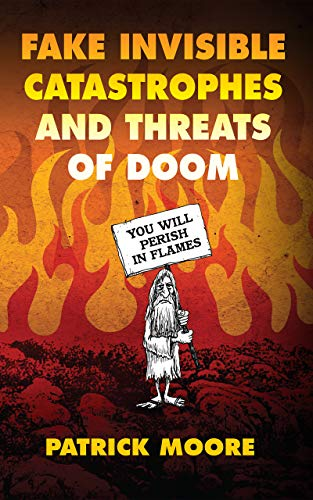 FAKE INVISIBLE
CATASTROPHES
AND THREATS
OF DOOM
YOU WILL
PERISH
IN FLAMES
PATRICK MOORE